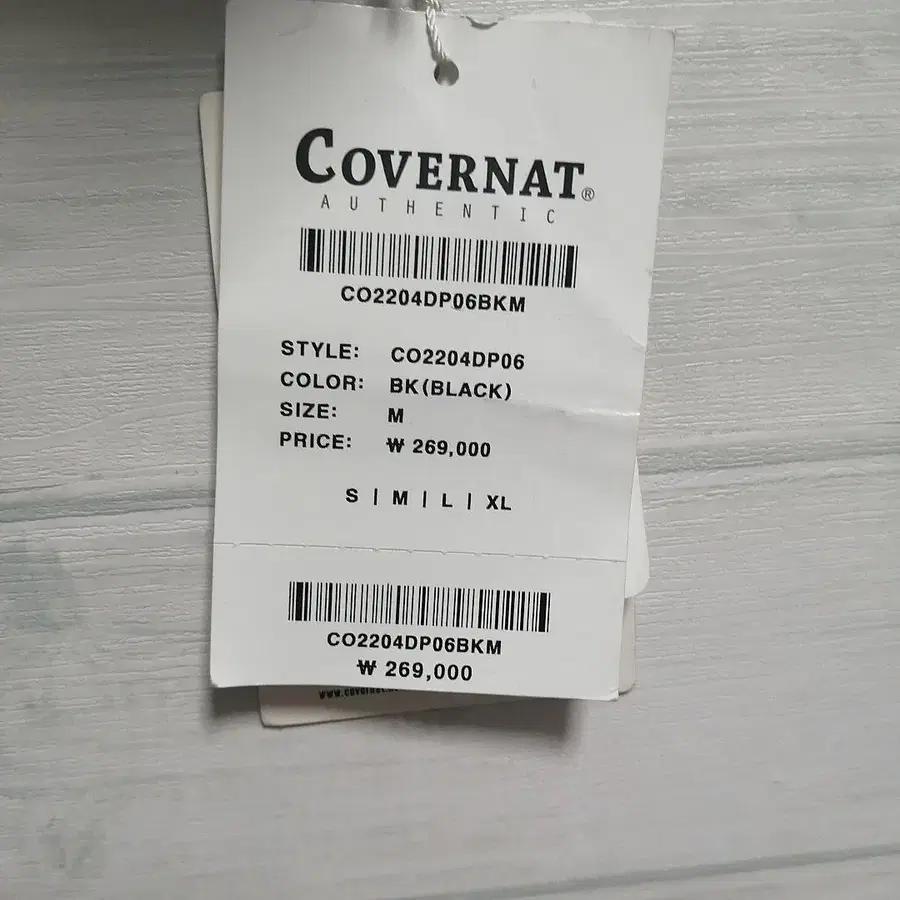 COVERNAT®
AUTHENTIC
CO2204DP06BKM
STYLE: CO2204DP06
COLOR: BK(BLACK)
SIZE: M
PRICE: ₩ 269,000
S | M | L | XL
CO2204DP06BKM
₩ 269,000